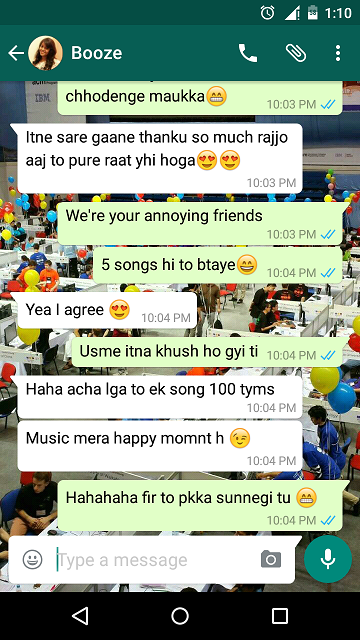 1:10
Booze
chhodenge maukka😁
10:03 PM
Itne sare gaane thanku so much rajjo
aaj to pure raat yhi hoga😍😍
10:03 PM
We're your annoying friends
10:03 PM
5 songs hi to btaye😄
10:04 PM
Yea I agree 😍
10:04 PM
Usme itna khush ho gyi ti
10:04 PM
Haha acha lga to ek song 100 tyms
10:04 PM
Music mera happy momnt h 😉
10:04 PM
Hahahaha fir to pkka sunnegi tu 😁
10:04 PM
Type a message
IBM
IBM